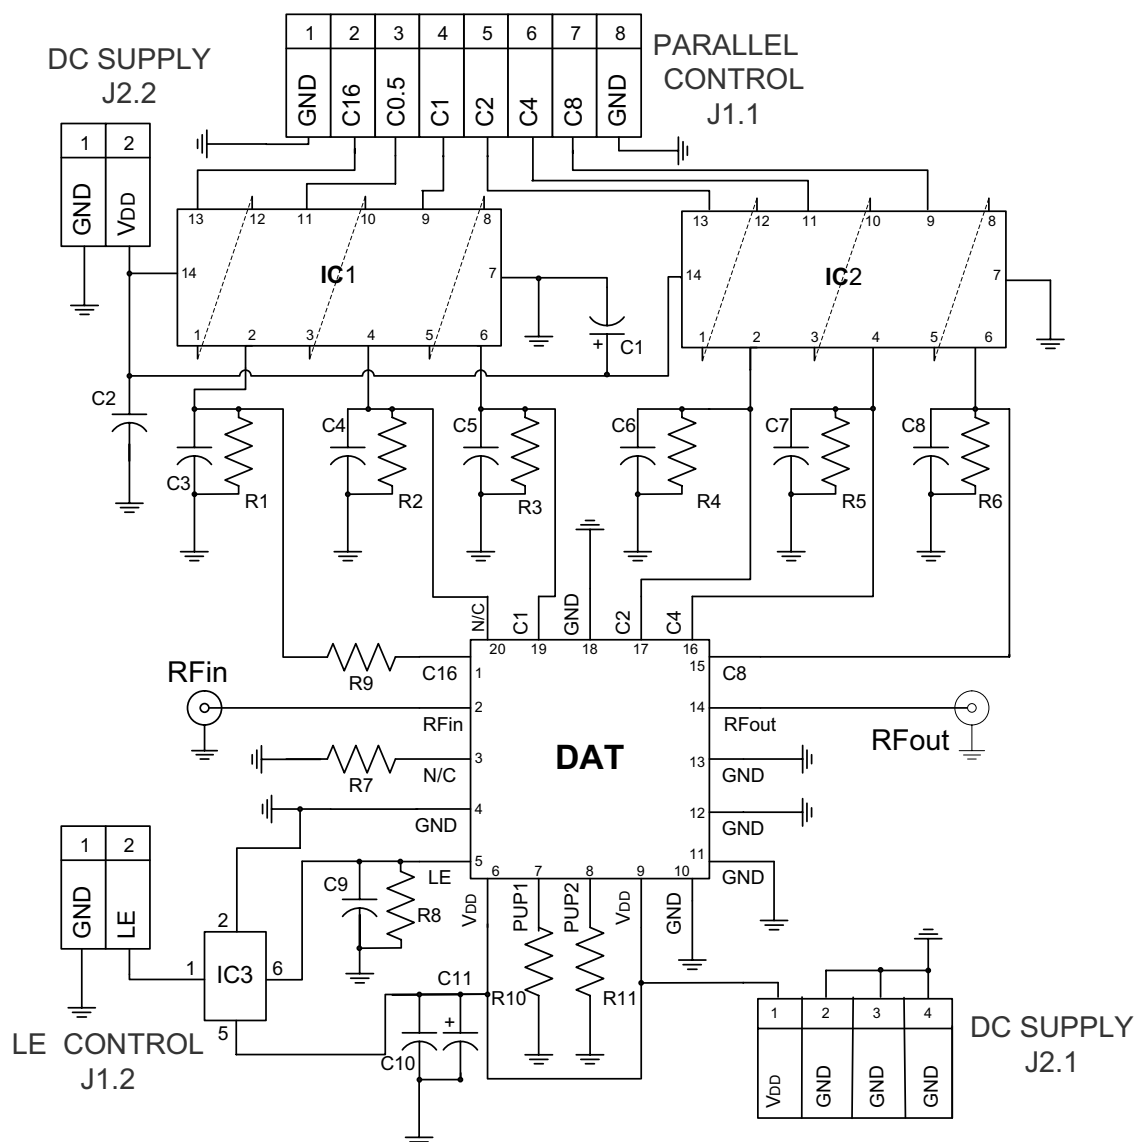 1 2 3 4 5 6 7 8
GND C16 C0.5 C1 C2 C4 C8 GND
PARALLEL
CONTROL
J1.1
DC SUPPLY
J2.2
1 2
GND VDD
13 12 11 10 9 8
14 IC1 7
1 2 3 4 5 6
13 12 11 10 9 8
14 IC2 7
1 2 3 4 5 6
+ C1
C2
C3 R1
C4 R2
C5 R3
C6 R4
C7 R5
C8 R6
N/C C1 GND C2 C4
20 19 18 17 16
R9 C16 1
15 C8
RFin
2 RFin
14 RFout
RFout
DAT
R7 N/C 3
13 GND
4 GND
12 GND
5 LE
11 GND
6 7 8 9 10
VDD PUP1 PUP2 VDD GND
C9 R8
R10 R11
1 2
GND LE
2
1 IC3 6
5
LE CONTROL
J1.2
C11
+
C10
1 2 3 4
VDD GND GND GND
DC SUPPLY
J2.1